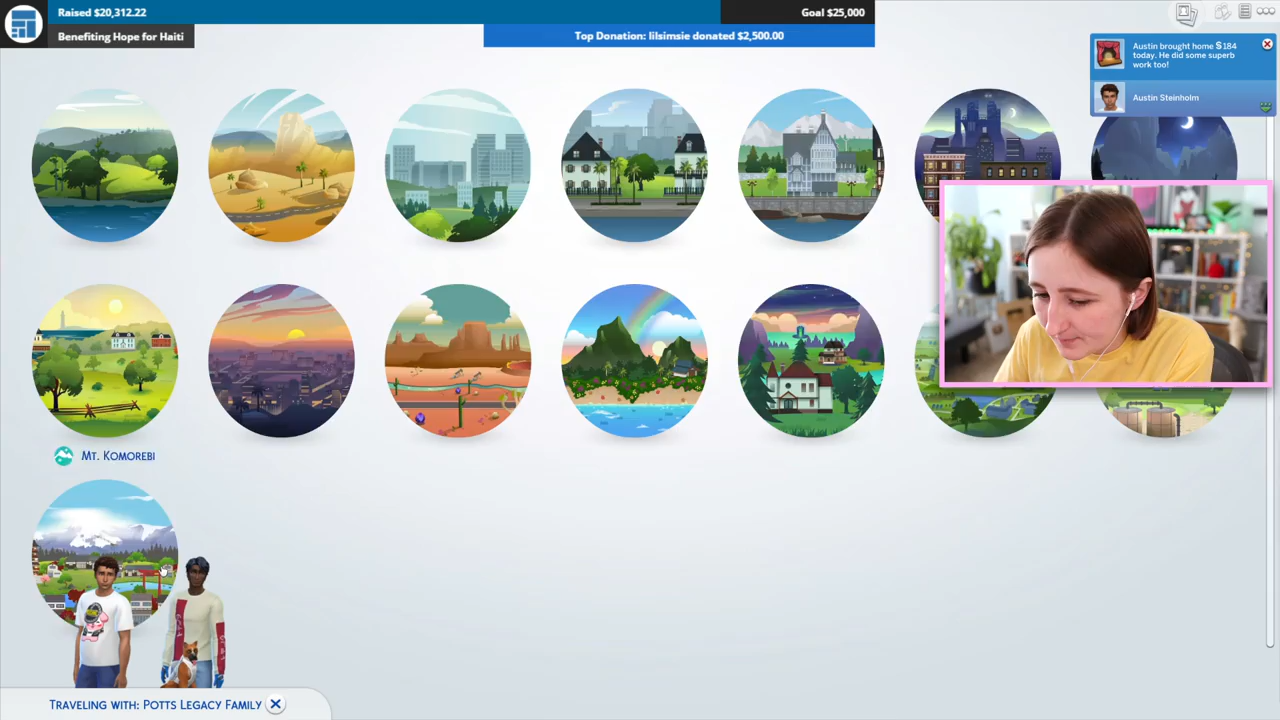 Raised $20,312.22
Goal $25,000
Benefiting Hope for Haiti
Top Donation: lilsimsie donated $2,500.00
Austin brought home §184
today. He did some superb
work too!
Austin Steinholm
Mt. Komorebi
Traveling with: Potts Legacy Family